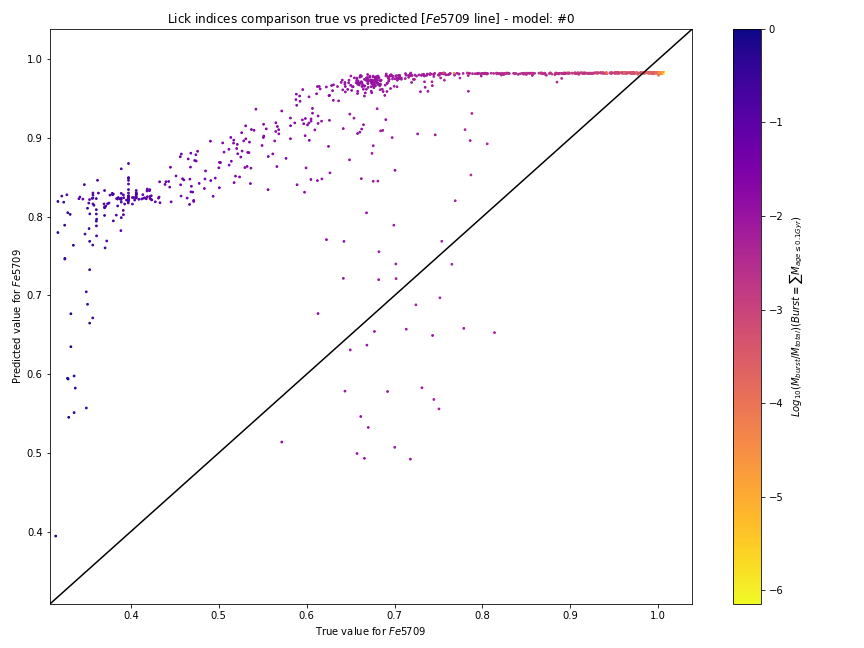 Lick indices comparison true vs predicted [Fe5709 line] - model: #0
1.0
0.9
0.8
0.7
0.6
0.5
0.4
Predicted value for Fe5709
0.4 0.5 0.6 0.7 0.8 0.9 1.0
True value for Fe5709
0
−1
−2
−3
−4
−5
−6
Log₁₀(M_burst/M_total)(Burst = ∑M_age≤0.1Gyr)